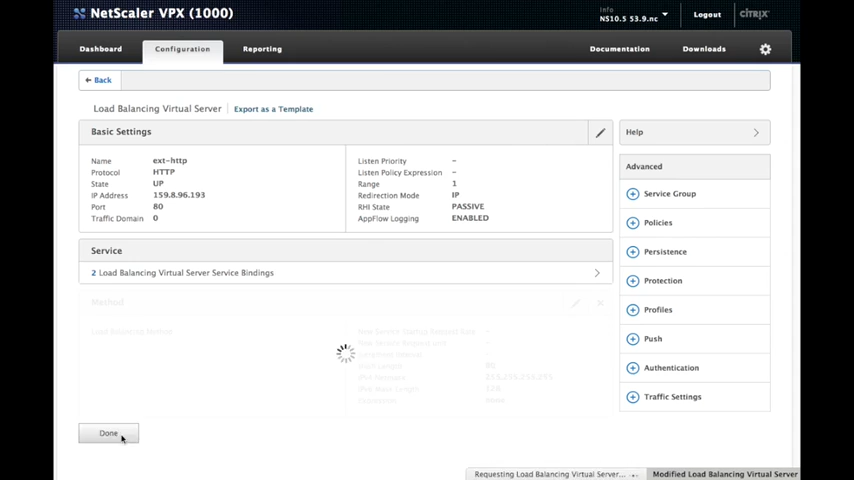 NetScaler VPX (1000)
Info
NS10.5 53.9.nc
Logout
CITRIX
Dashboard
Configuration
Reporting
Documentation
Downloads
Back
Load Balancing Virtual Server
Export as a Template
Basic Settings
Name ext-http
Protocol HTTP
State UP
IP Address 159.8.96.193
Port 80
Traffic Domain 0
Listen Priority -
Listen Policy Expression -
Range 1
Redirection Mode IP
RHI State PASSIVE
AppFlow Logging ENABLED
Service
2 Load Balancing Virtual Server Service Bindings
Method
Load Balancing Method
Done
Help
Advanced
Service Group
Policies
Persistence
Protection
Profiles
Push
Authentication
Traffic Settings
Requesting Load Balancing Virtual Server...
Modified Load Balancing Virtual Server